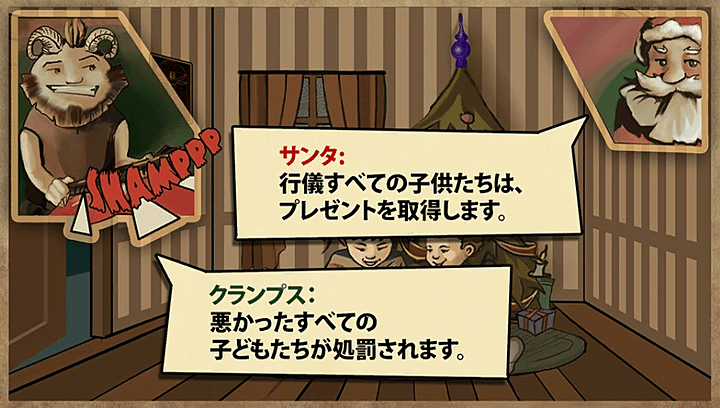 SHAMPPP
サンタ:
行儀すべての子供たちは、
プレゼントを取得します。
クランプス:
悪かったすべての
子どもたちが処罰されます。